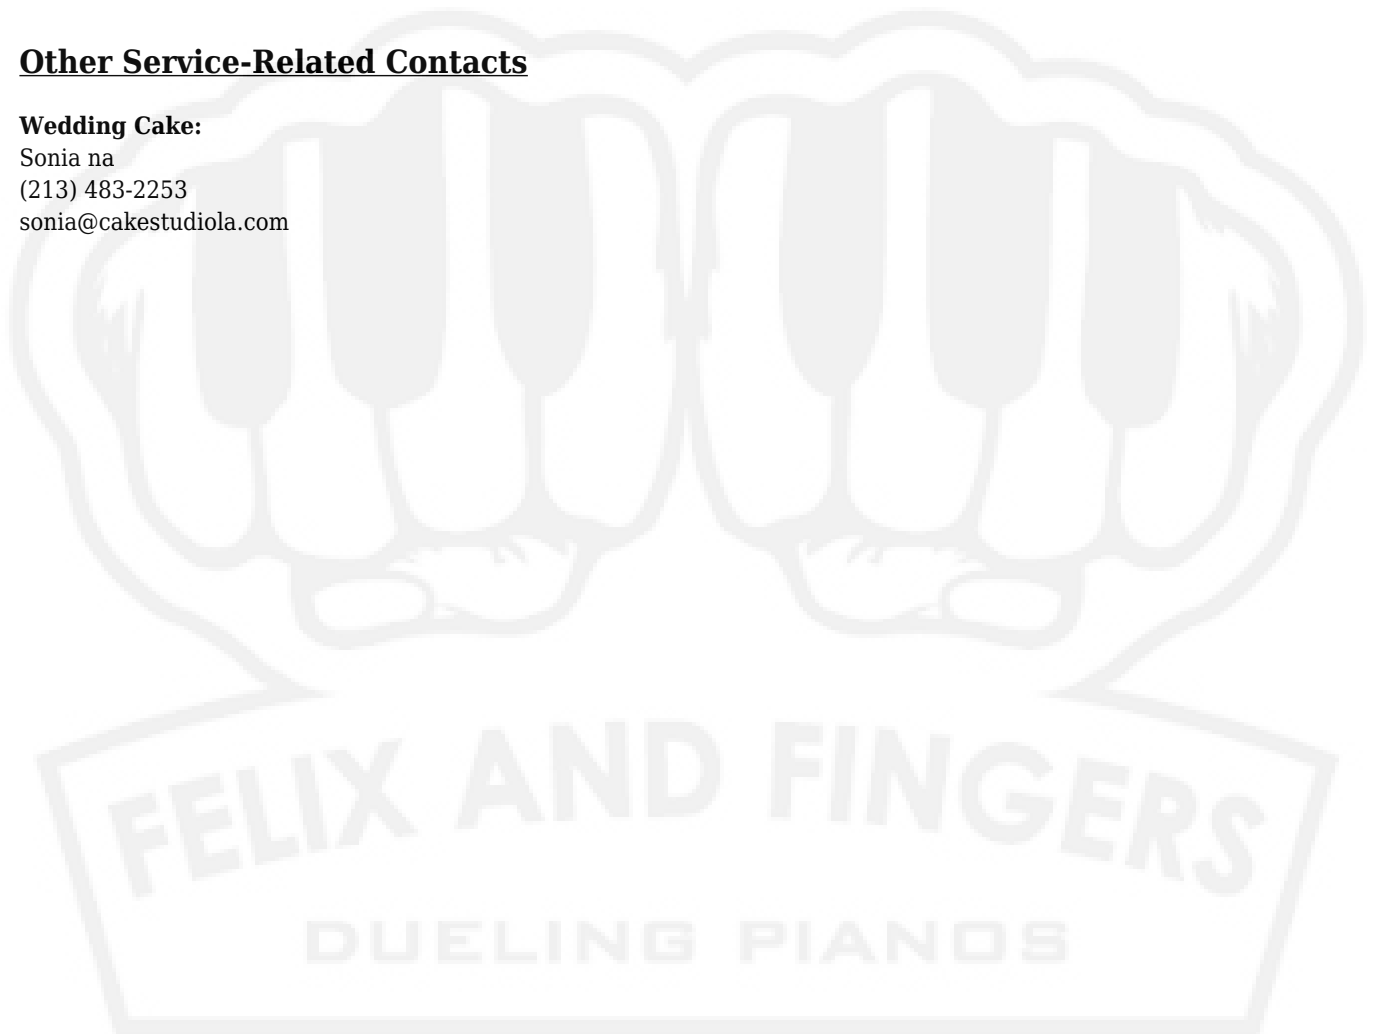 Other Service-Related Contacts
Wedding Cake:
Sonia na
(213) 483-2253
sonia@cakestudiola.com
FELIX AND FINGERS
DUELING PIANOS